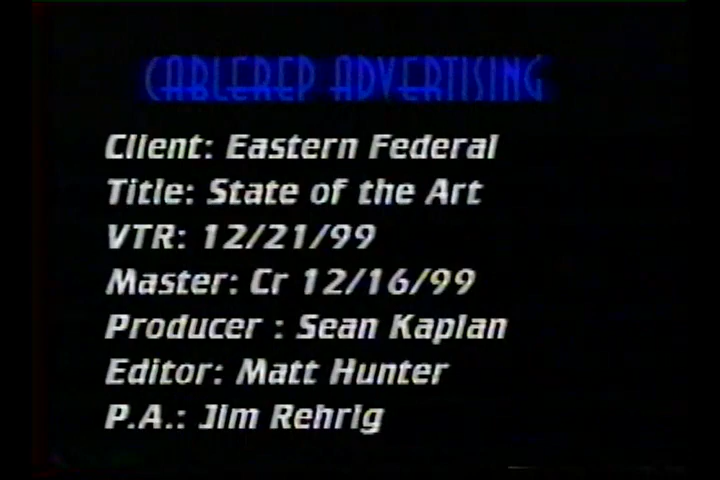 CABLEREP ADVERTISING
Client: Eastern Federal
Title: State of the Art
VTR: 12/21/99
Master: Cr 12/16/99
Producer : Sean Kaplan
Editor: Matt Hunter
P.A.: Jim Rehrig